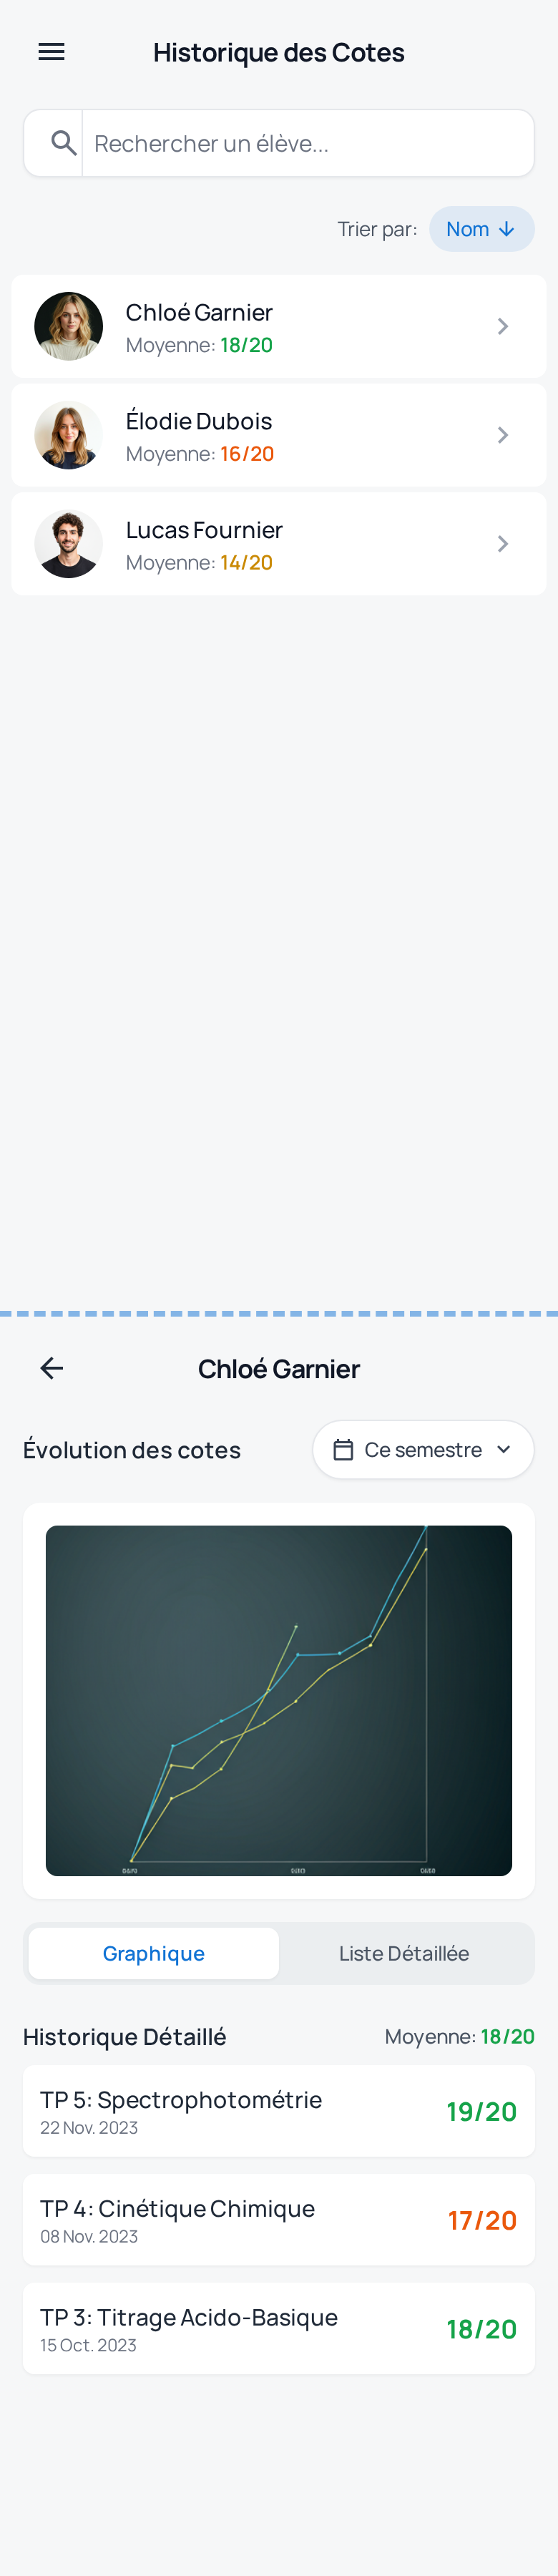 Historique des Cotes
Rechercher un élève...
Trier par: Nom
Chloé Garnier
Moyenne: 18/20
Élodie Dubois
Moyenne: 16/20
Lucas Fournier
Moyenne: 14/20
Chloé Garnier
Évolution des cotes
Ce semestre
Graphique
Liste Détaillée
Historique Détaillé
Moyenne: 18/20
TP 5: Spectrophotométrie
22 Nov. 2023
19/20
TP 4: Cinétique Chimique
08 Nov. 2023
17/20
TP 3: Titrage Acido-Basique
15 Oct. 2023
18/20